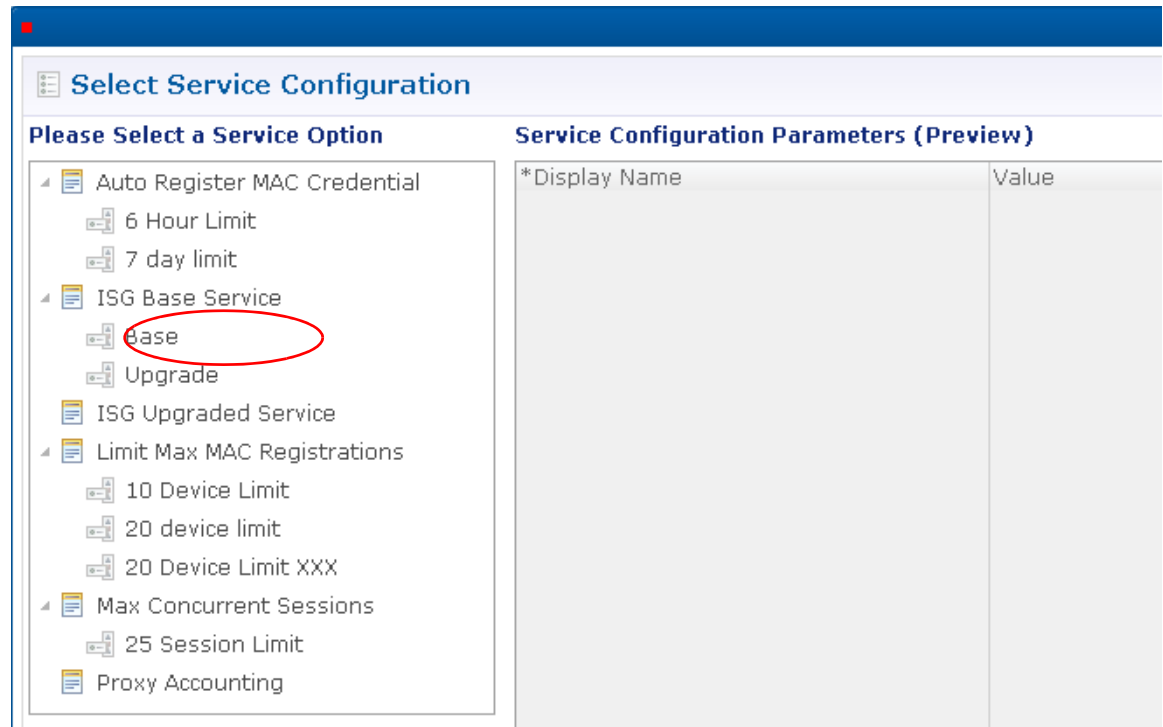 Select Service Configuration
Please Select a Service Option
Auto Register MAC Credential
6 Hour Limit
7 day limit
ISG Base Service
Base
Upgrade
ISG Upgraded Service
Limit Max MAC Registrations
10 Device Limit
20 device limit
20 Device Limit XXX
Max Concurrent Sessions
25 Session Limit
Proxy Accounting
Service Configuration Parameters (Preview)
*Display Name Value